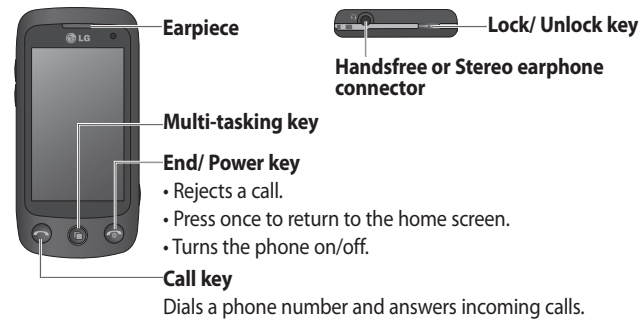 Earpiece
LG
Lock/ Unlock key
Handsfree or Stereo earphone
connector
Multi-tasking key
End/ Power key
• Rejects a call.
• Press once to return to the home screen.
• Turns the phone on/off.
Call key
Dials a phone number and answers incoming calls.